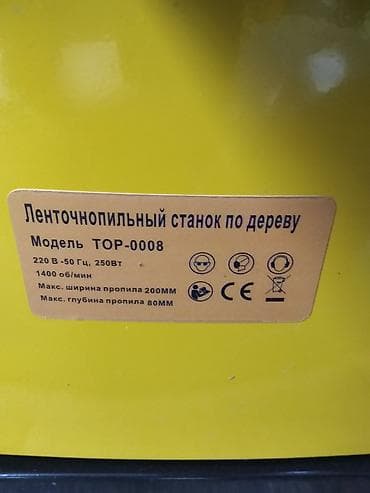 Ленточнопильный станок по дереву
Модель TOP-0008
220 В -50 Гц, 250Вт
1400 об/мин
Макс. ширина пропила 200ММ
Макс. глубина пропила 80ММ
CE